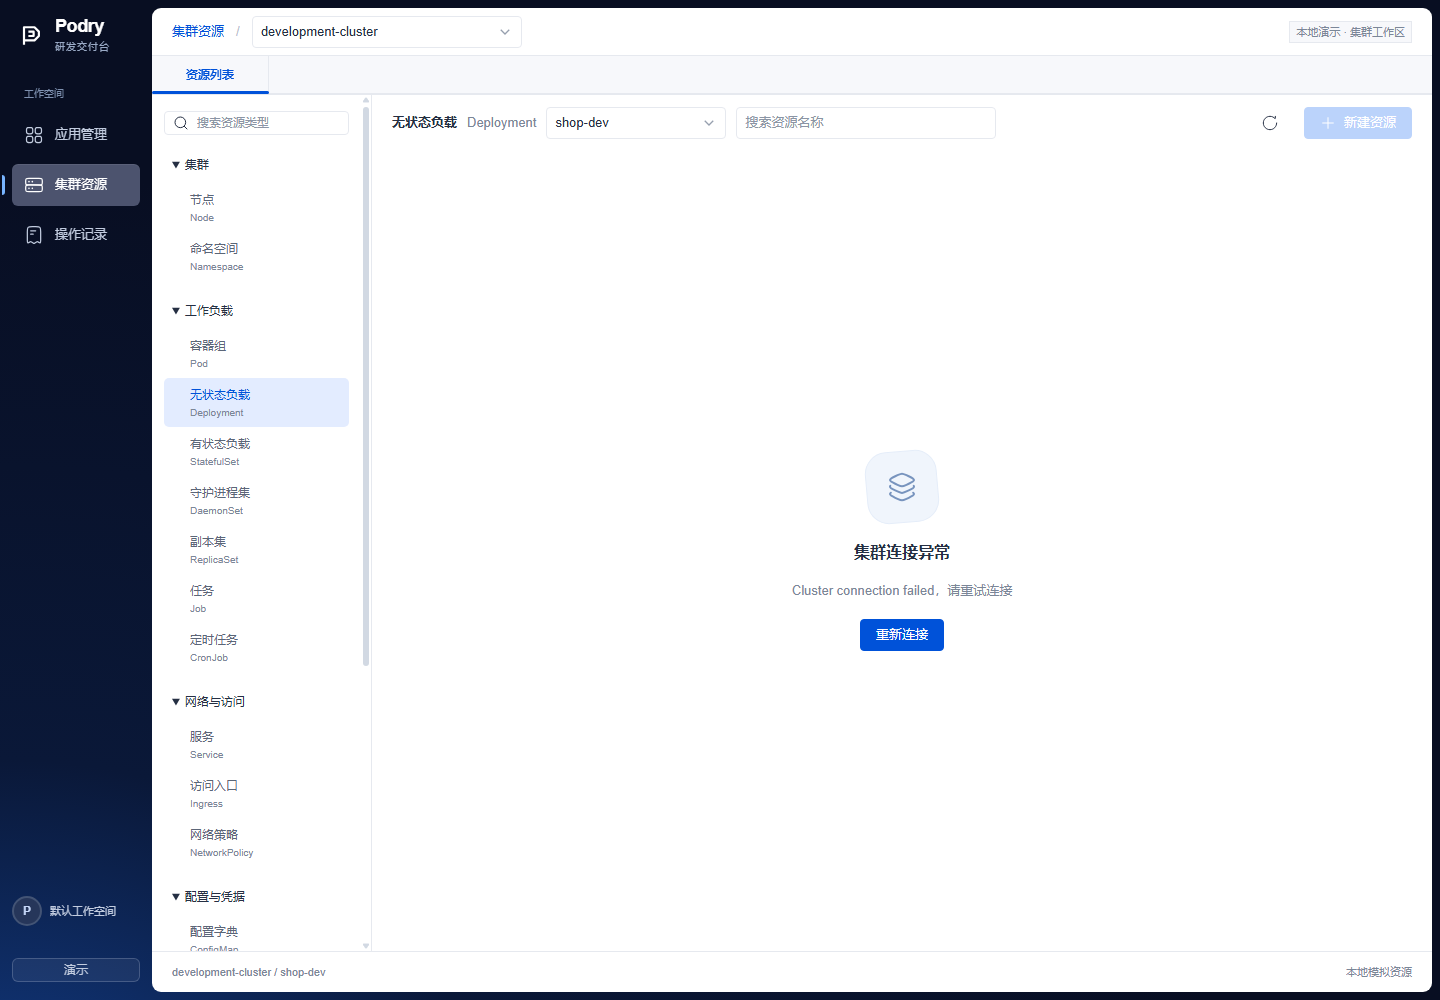 Podry
研发交付台
工作空间
应用管理
集群资源
操作记录
P 默认工作空间
演示
集群资源 / development-cluster
本地演示 · 集群工作区
资源列表
搜索资源类型
集群
节点
Node
命名空间
Namespace
工作负载
容器组
Pod
无状态负载
Deployment
有状态负载
StatefulSet
守护进程集
DaemonSet
副本集
ReplicaSet
任务
Job
定时任务
CronJob
网络与访问
服务
Service
访问入口
Ingress
网络策略
NetworkPolicy
配置与凭据
配置字典
ConfigMap
无状态负载 Deployment shop-dev 搜索资源名称
新建资源
集群连接异常
Cluster connection failed，请重试连接
重新连接
development-cluster / shop-dev
本地模拟资源